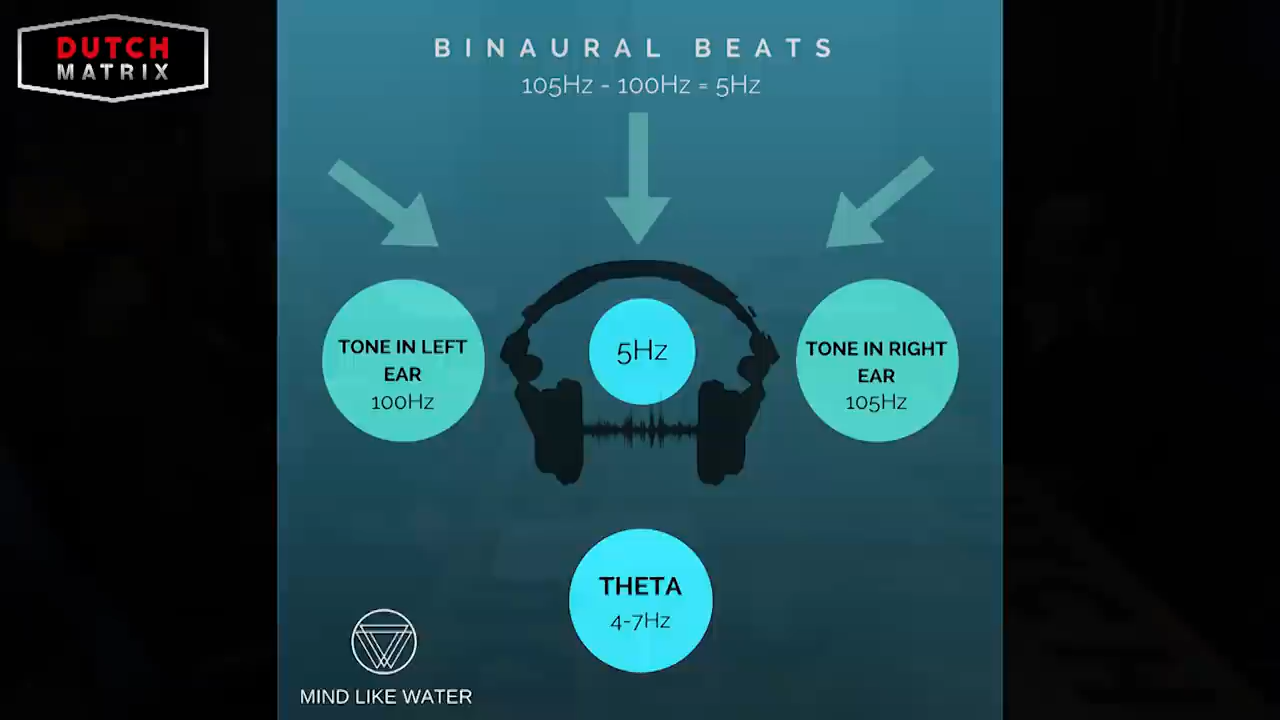 DUTCH
MATRIX
BINAURAL BEATS
105Hz - 100Hz = 5Hz
TONE IN LEFT
EAR
100Hz
5Hz
TONE IN RIGHT
EAR
105Hz
THETA
4-7Hz
MIND LIKE WATER